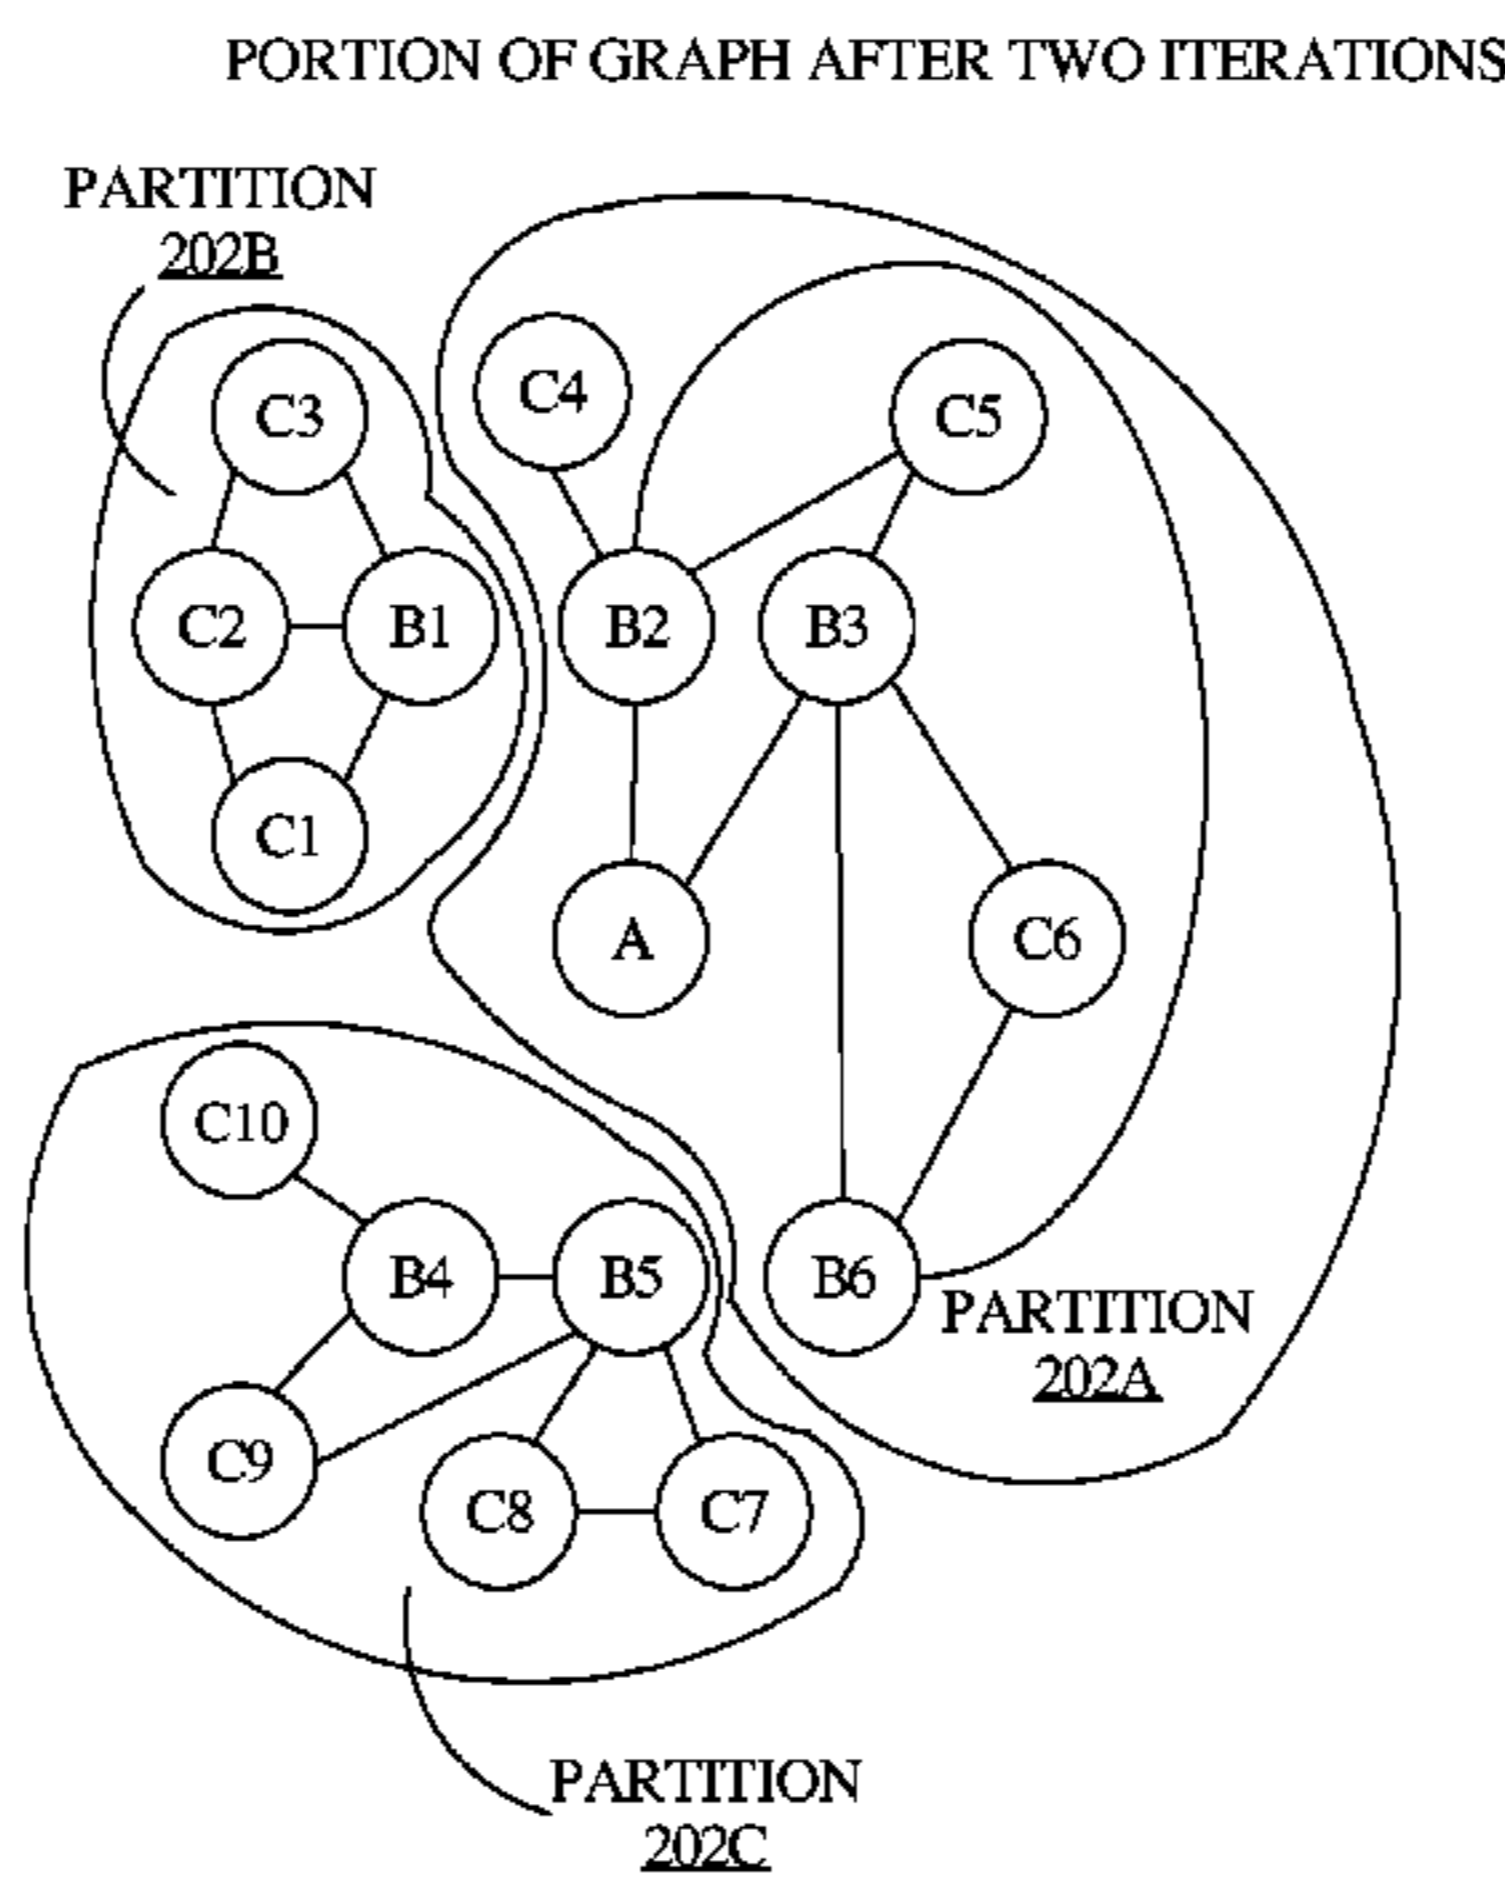 PORTION OF GRAPH AFTER TWO ITERATIONS
PARTITION
202B
C3
C4
C5
C2
B1
B2
B3
C1
A
C6
C10
B4
B5
B6
PARTITION
202A
C9
C8
C7
PARTITION
202C